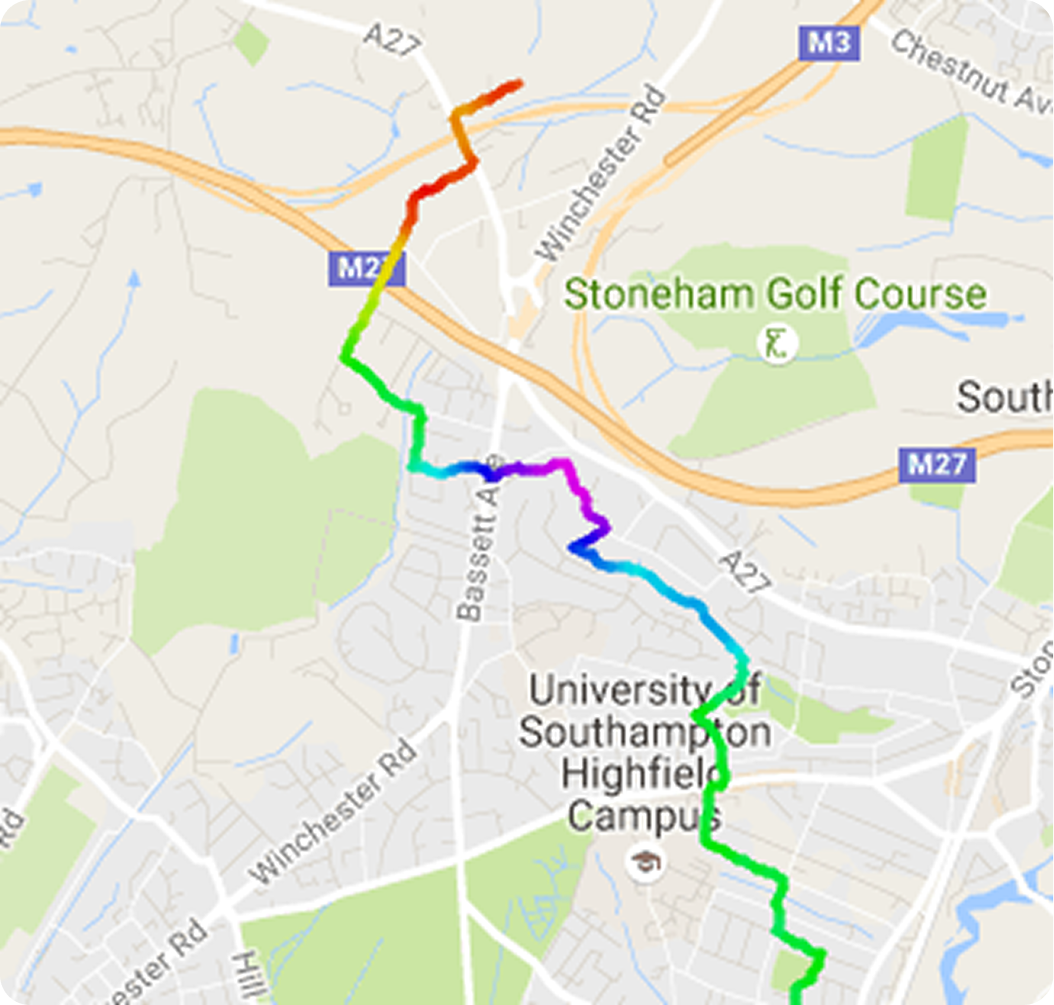 A27
M3
Chestnut Av
Winchester Rd
M27
Stoneham Golf Course
South
M27
Bassett Ave
A27
Ston
University of
Southampton
Highfield
Campus
Winchester Rd
Rd
ester Rd
Hill